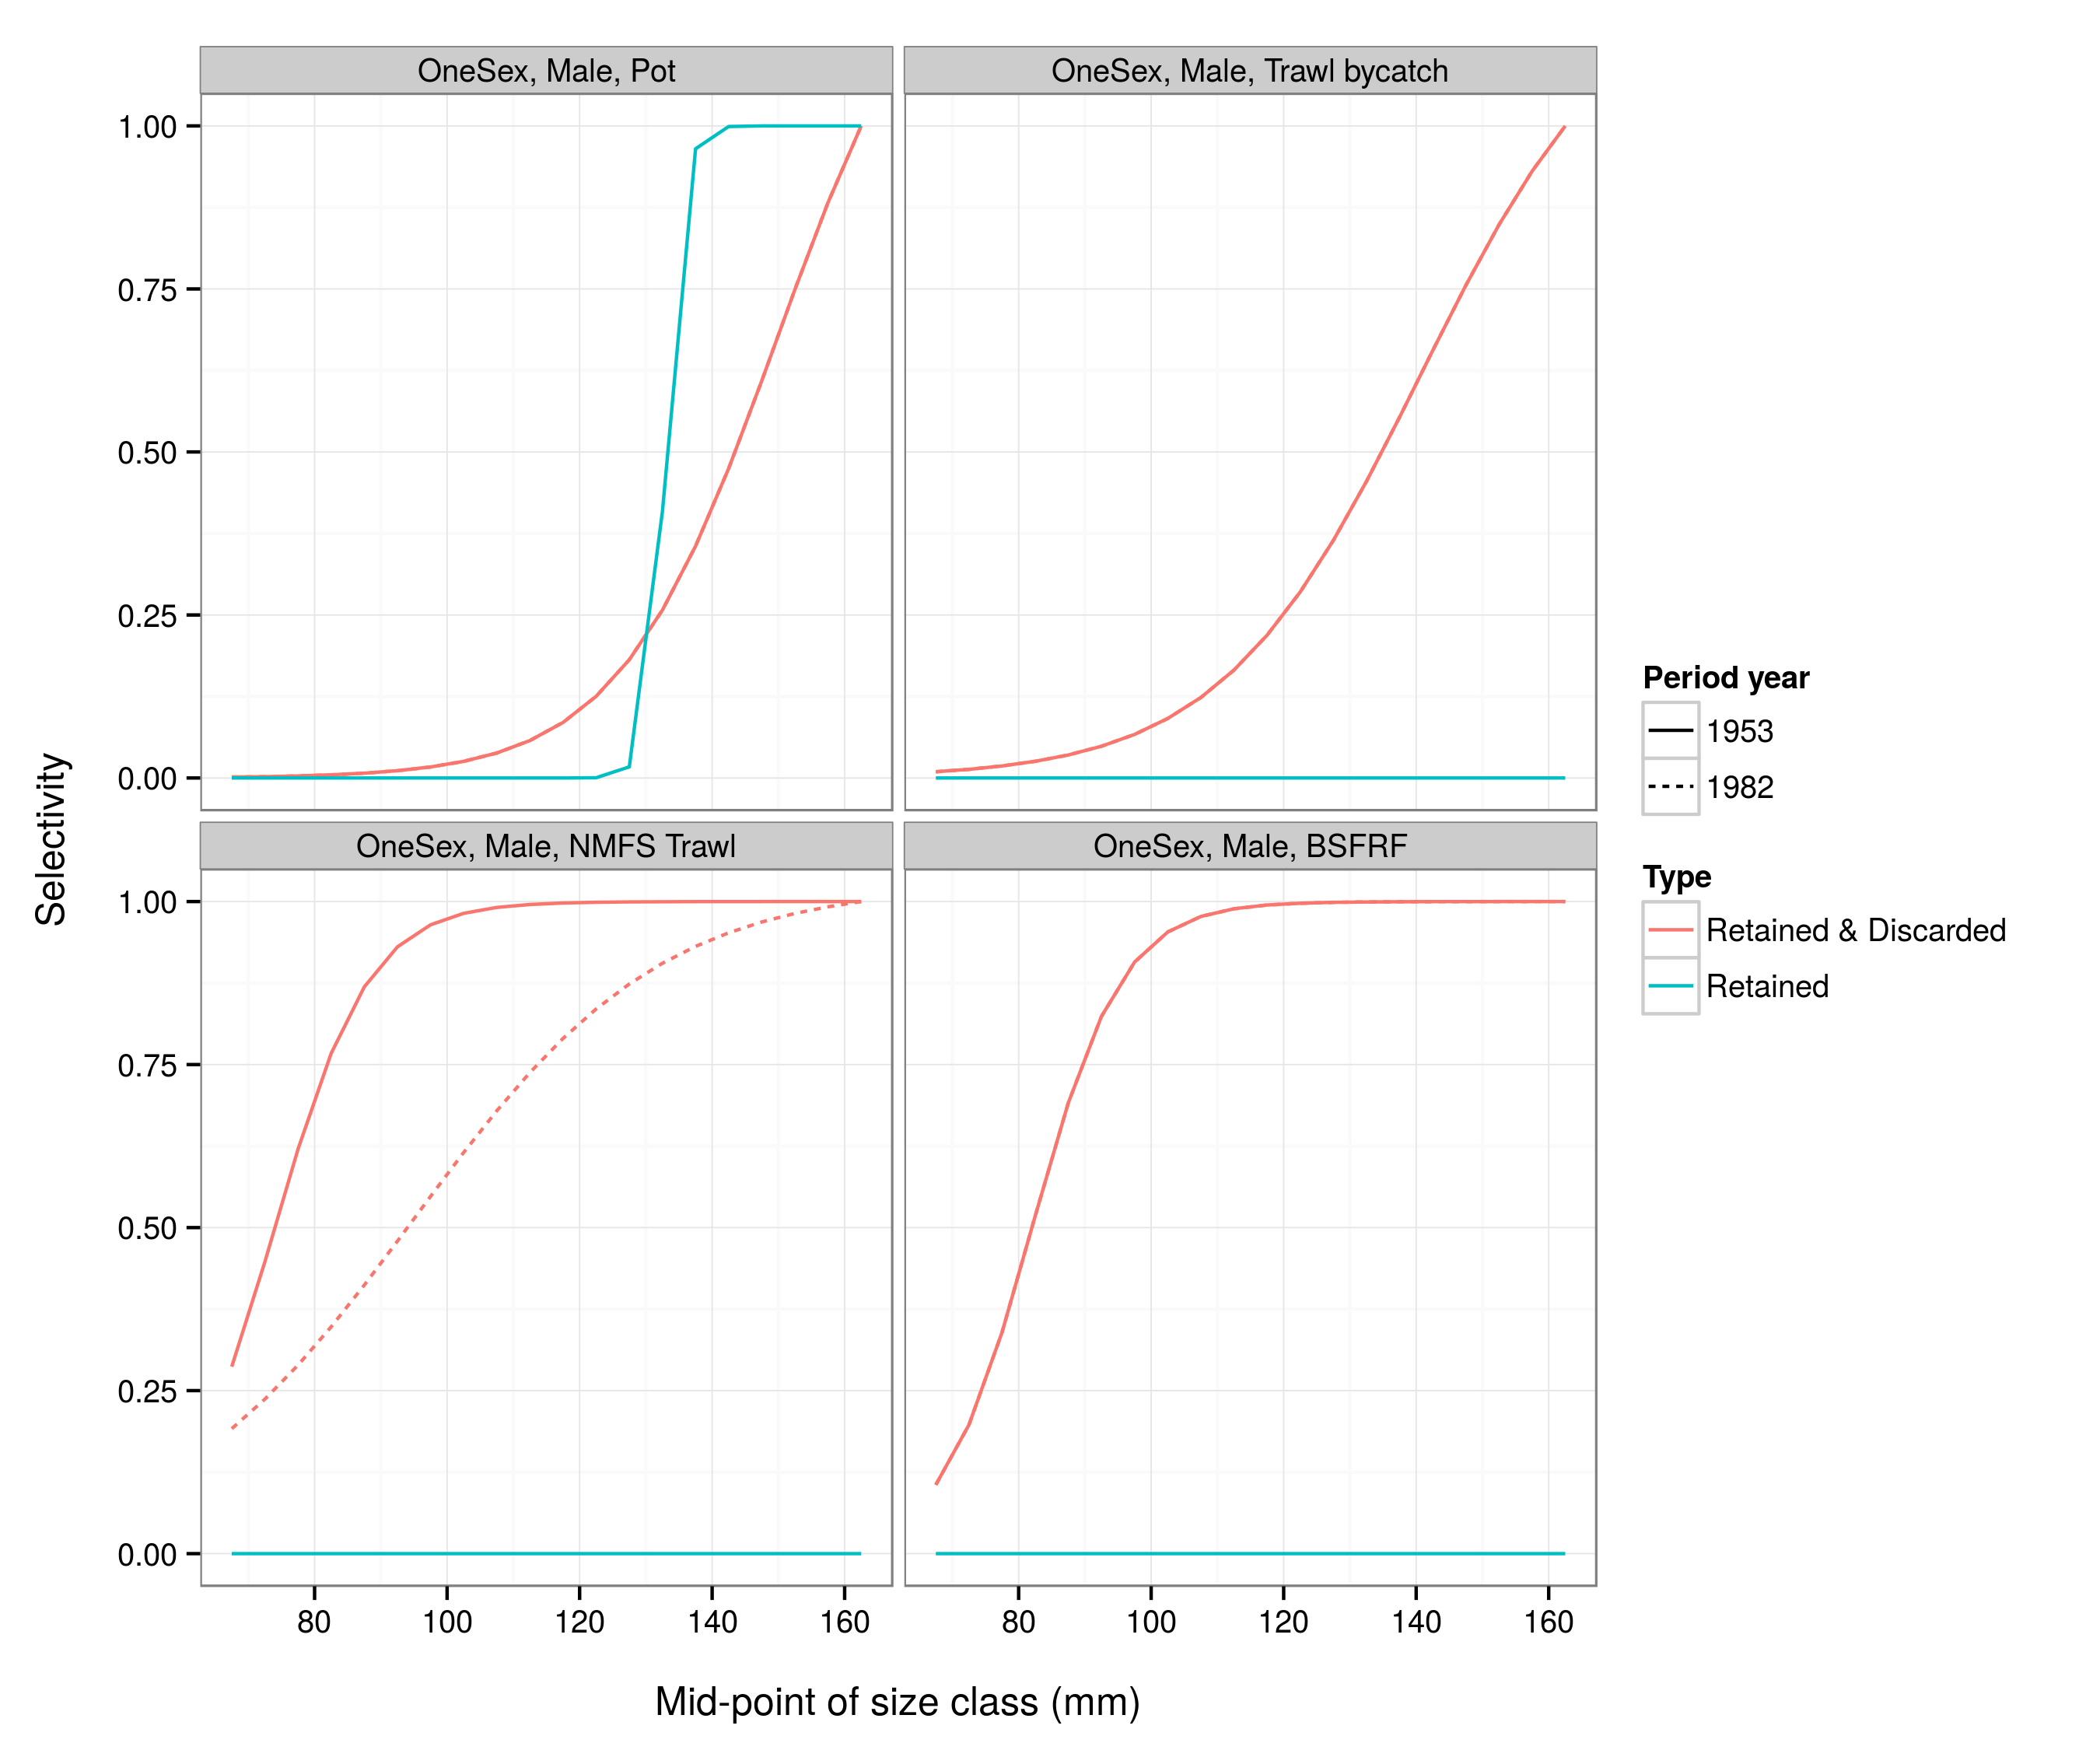 OneSex, Male, Pot
OneSex, Male, Trawl bycatch
1.00
0.75
0.50
0.25
0.00
OneSex, Male, NMFS Trawl
OneSex, Male, BSFRF
1.00
0.75
0.50
0.25
0.00
80 100 120 140 160
80 100 120 140 160
Mid-point of size class (mm)
Selectivity
Period year
1953
1982
Type
Retained & Discarded
Retained